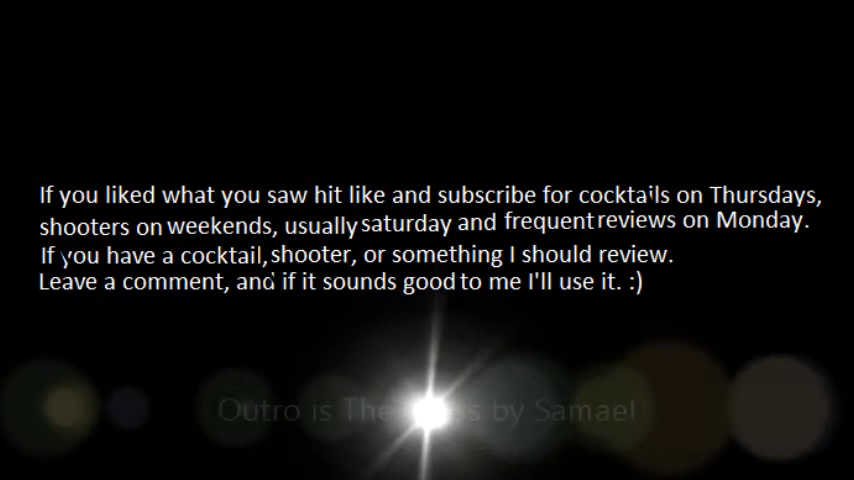 If you liked what you saw hit like and subscribe for cocktails on Thursdays,
shooters on weekends, usually saturday and frequent reviews on Monday.
If you have a cocktail, shooter, or something I should review.
Leave a comment, and if it sounds good to me I'll use it. :)
Outro is by Samael